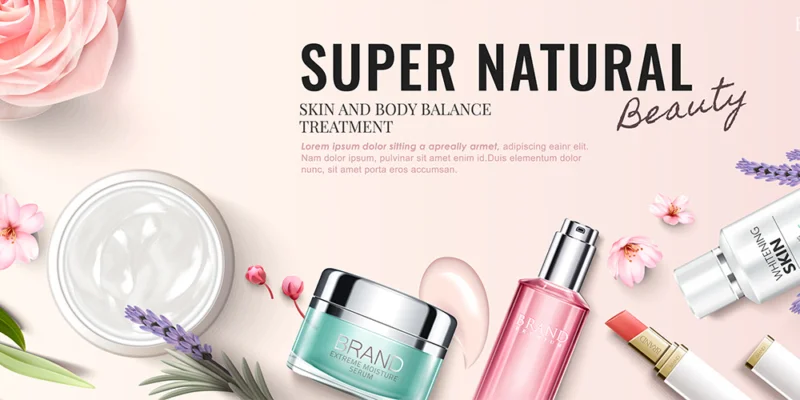 SUPER NATURAL
Beauty
SKIN AND BODY BALANCE
TREATMENT
Lorem ipsum dolor sitting a apreally armet, adipiscing eainr elit.
Nam dolor ipsum, pulvinar sit amet enim id.Duis elementum dolor
nunc, sit amet porta eros accumsan.
BRAND
EXTREME MOISTURE
SERUM
BRAND
WHITENING
SKIN